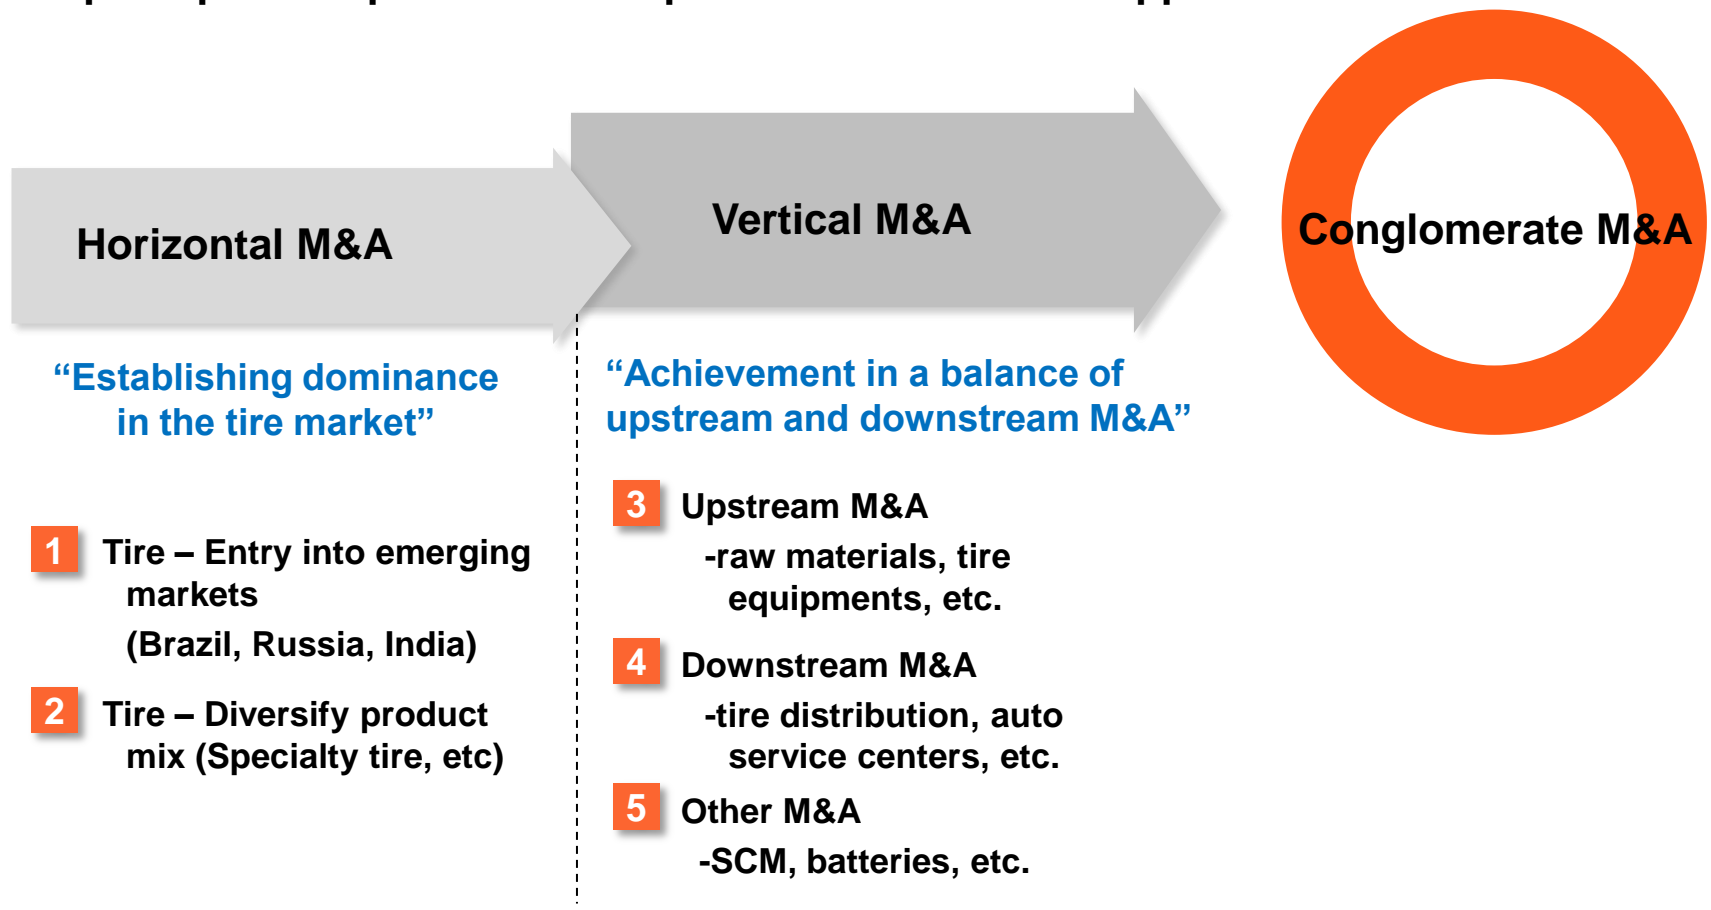 Horizontal M&A
Vertical M&A
Conglomerate M&A
“Establishing dominance
in the tire market”
1 Tire – Entry into emerging
markets
(Brazil, Russia, India)
2 Tire – Diversify product
mix (Specialty tire, etc)
“Achievement in a balance of
upstream and downstream M&A”
3 Upstream M&A
-raw materials, tire
equipments, etc.
4 Downstream M&A
-tire distribution, auto
service centers, etc.
5 Other M&A
-SCM, batteries, etc.